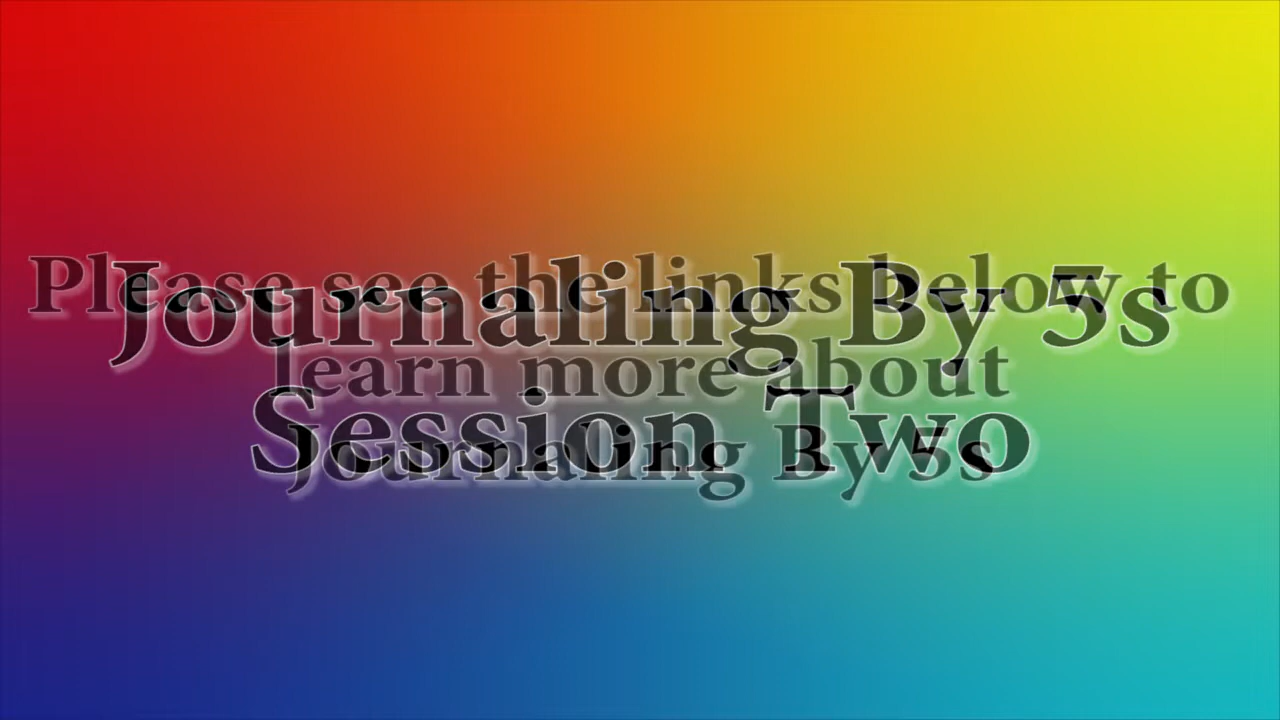 Please see the links below to
learn more about
Journaling By 5s
Journaling By 5s
Session Two